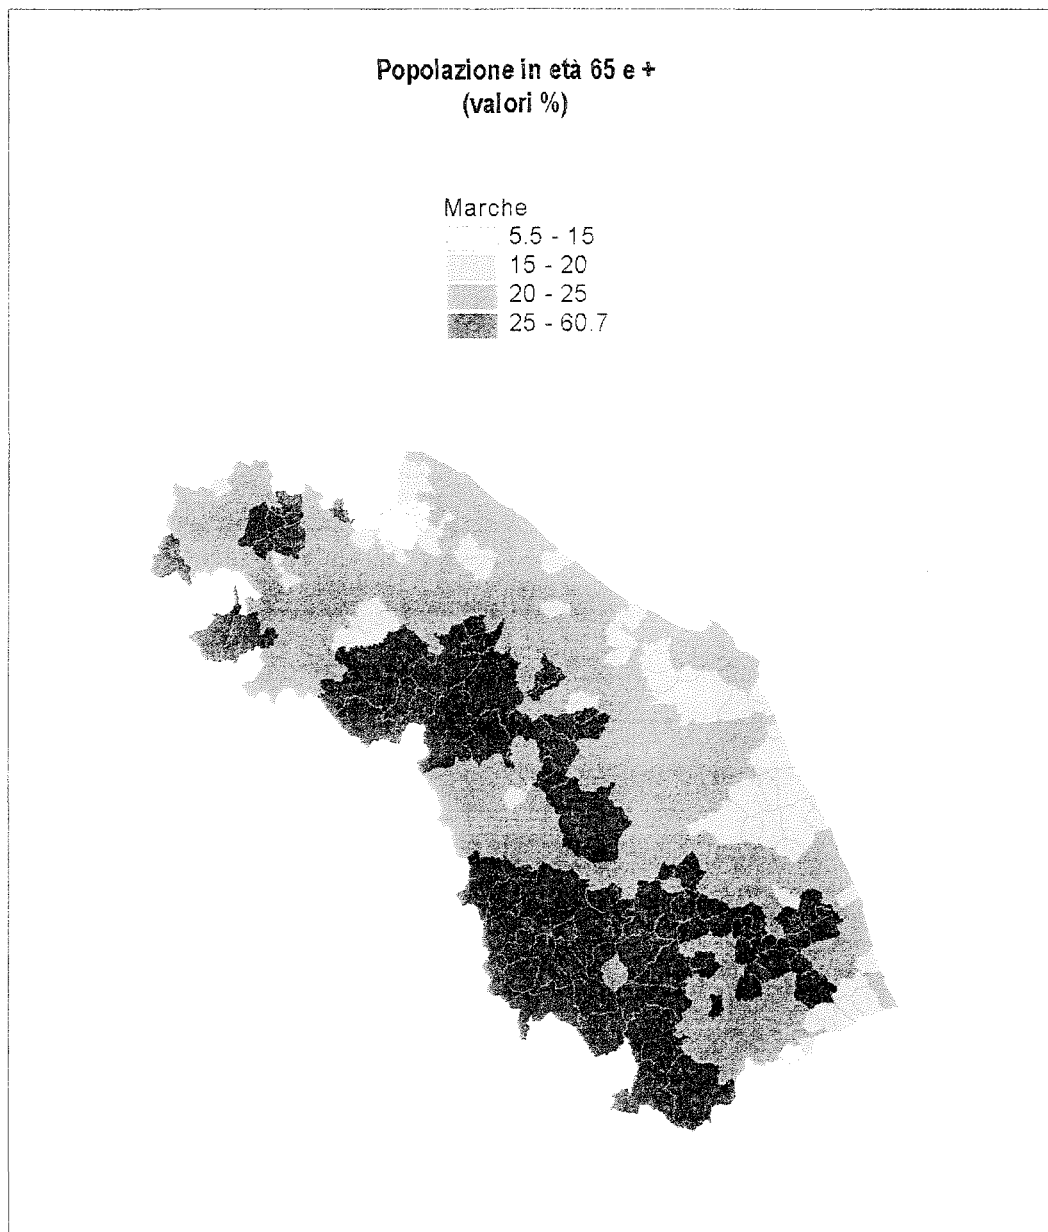 Popolazione in età 65 e +
(valori %)
Marche
5.5 - 15
15 - 20
20 - 25
25 - 60.7